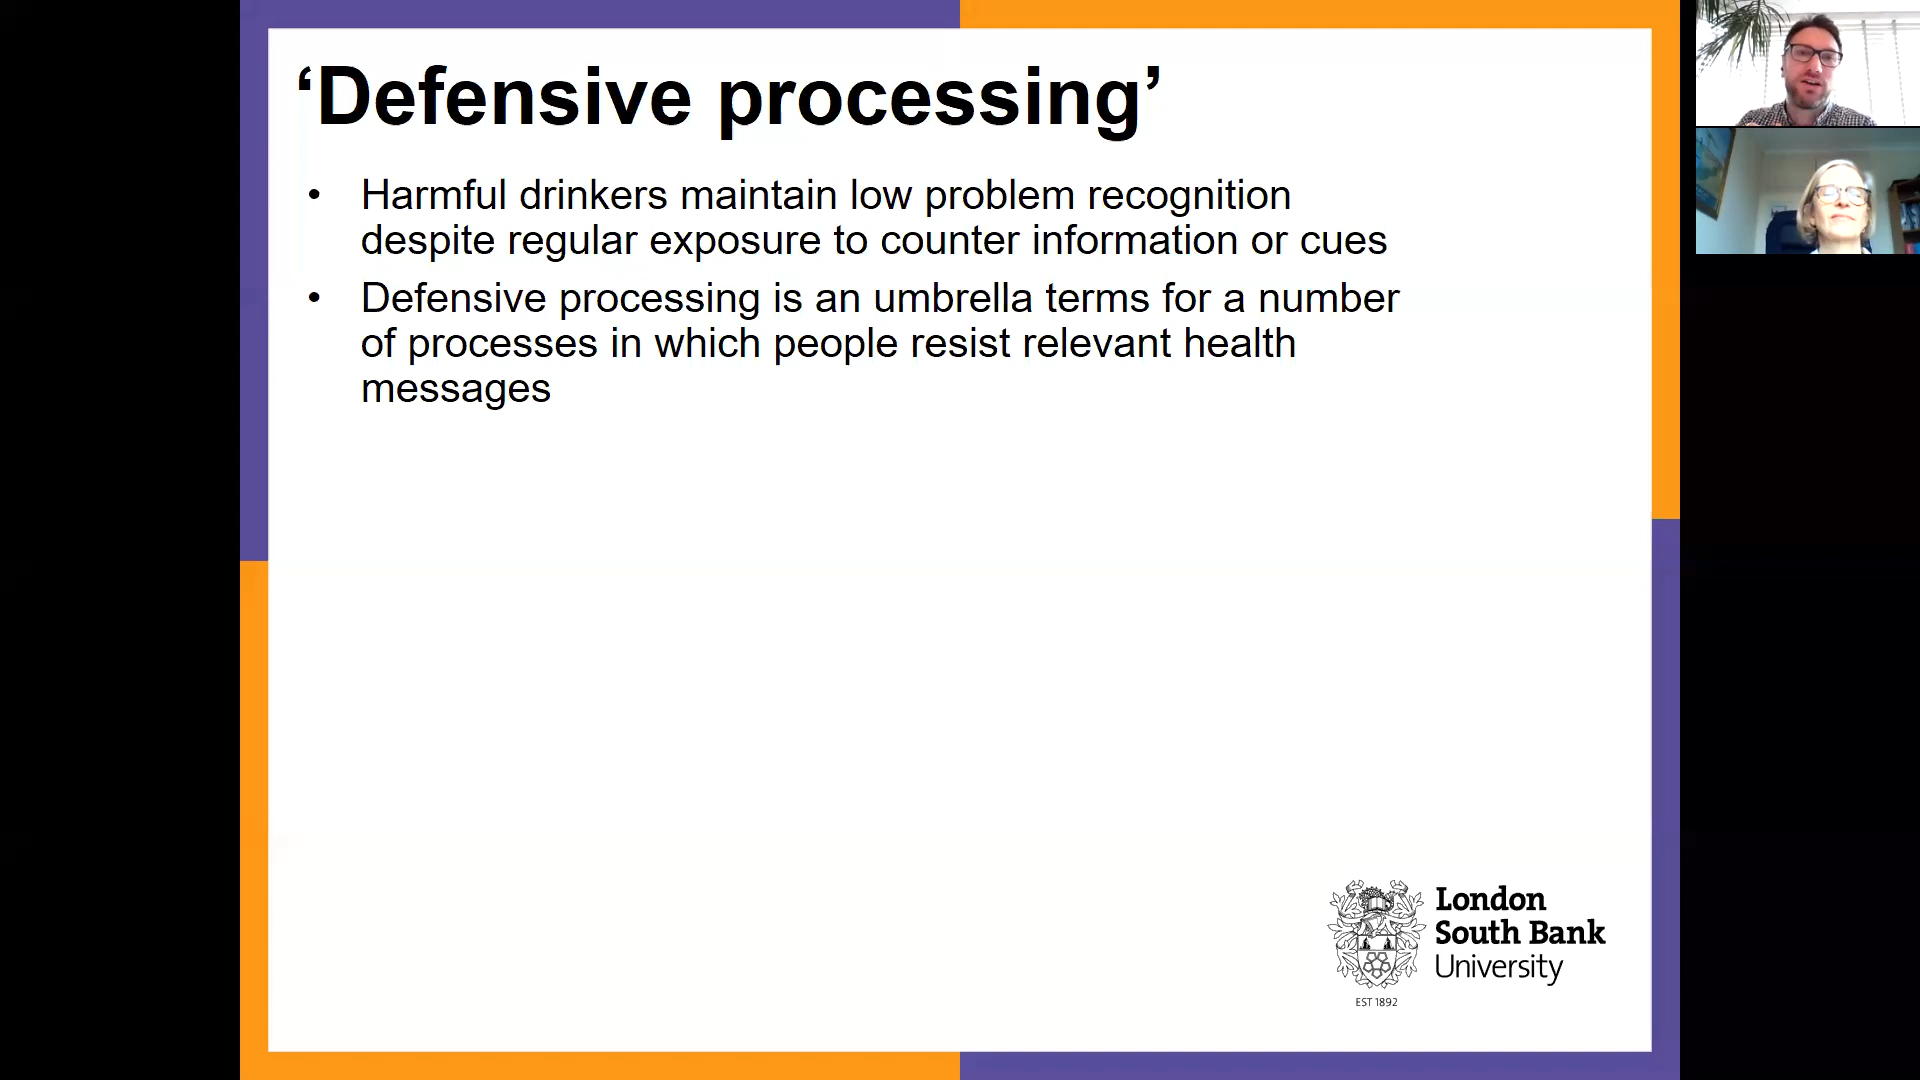 ‘Defensive processing’
• Harmful drinkers maintain low problem recognition
despite regular exposure to counter information or cues
• Defensive processing is an umbrella terms for a number
of processes in which people resist relevant health
messages
London
South Bank
University
EST 1892